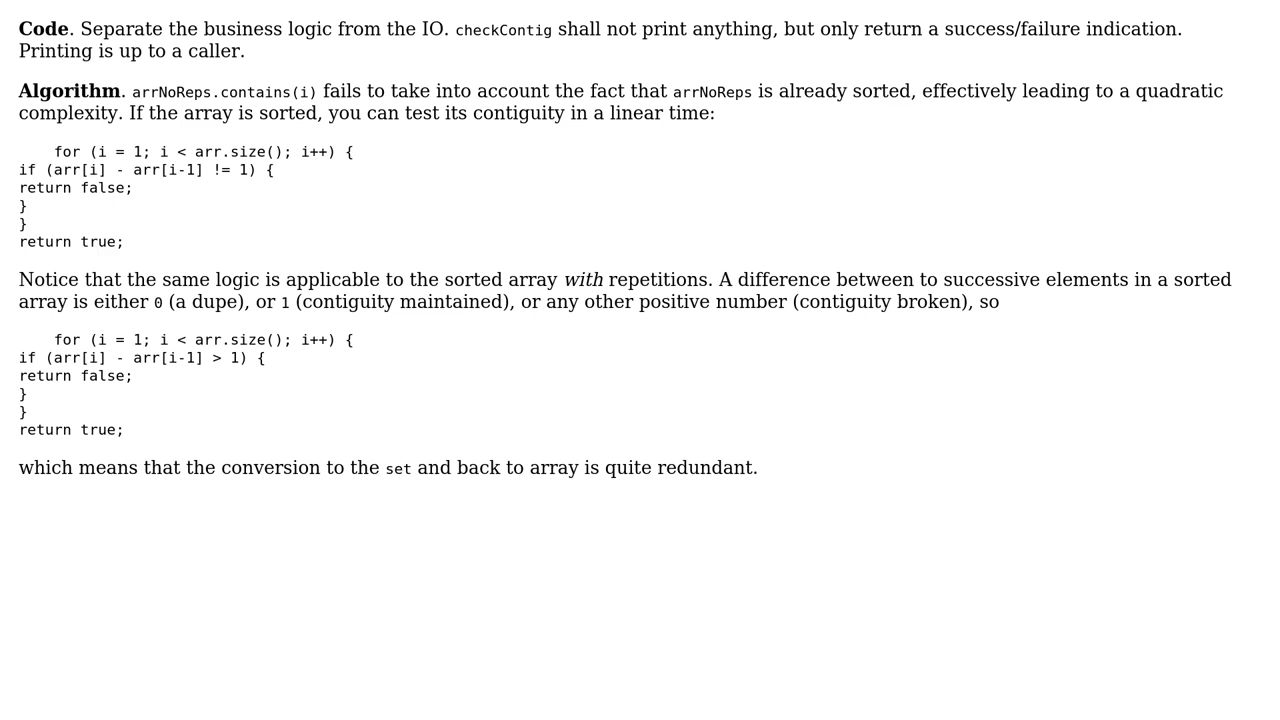 Code. Separate the business logic from the IO. checkContig shall not print anything, but only return a success/failure indication.
Printing is up to a caller.
Algorithm. arrNoReps.contains(i) fails to take into account the fact that arrNoReps is already sorted, effectively leading to a quadratic
complexity. If the array is sorted, you can test its contiguity in a linear time:
    for (i = 1; i < arr.size(); i++) {
if (arr[i] - arr[i-1] != 1) {
return false;
}
}
return true;
Notice that the same logic is applicable to the sorted array with repetitions. A difference between to successive elements in a sorted
array is either 0 (a dupe), or 1 (contiguity maintained), or any other positive number (contiguity broken), so
    for (i = 1; i < arr.size(); i++) {
if (arr[i] - arr[i-1] > 1) {
return false;
}
}
return true;
which means that the conversion to the set and back to array is quite redundant.